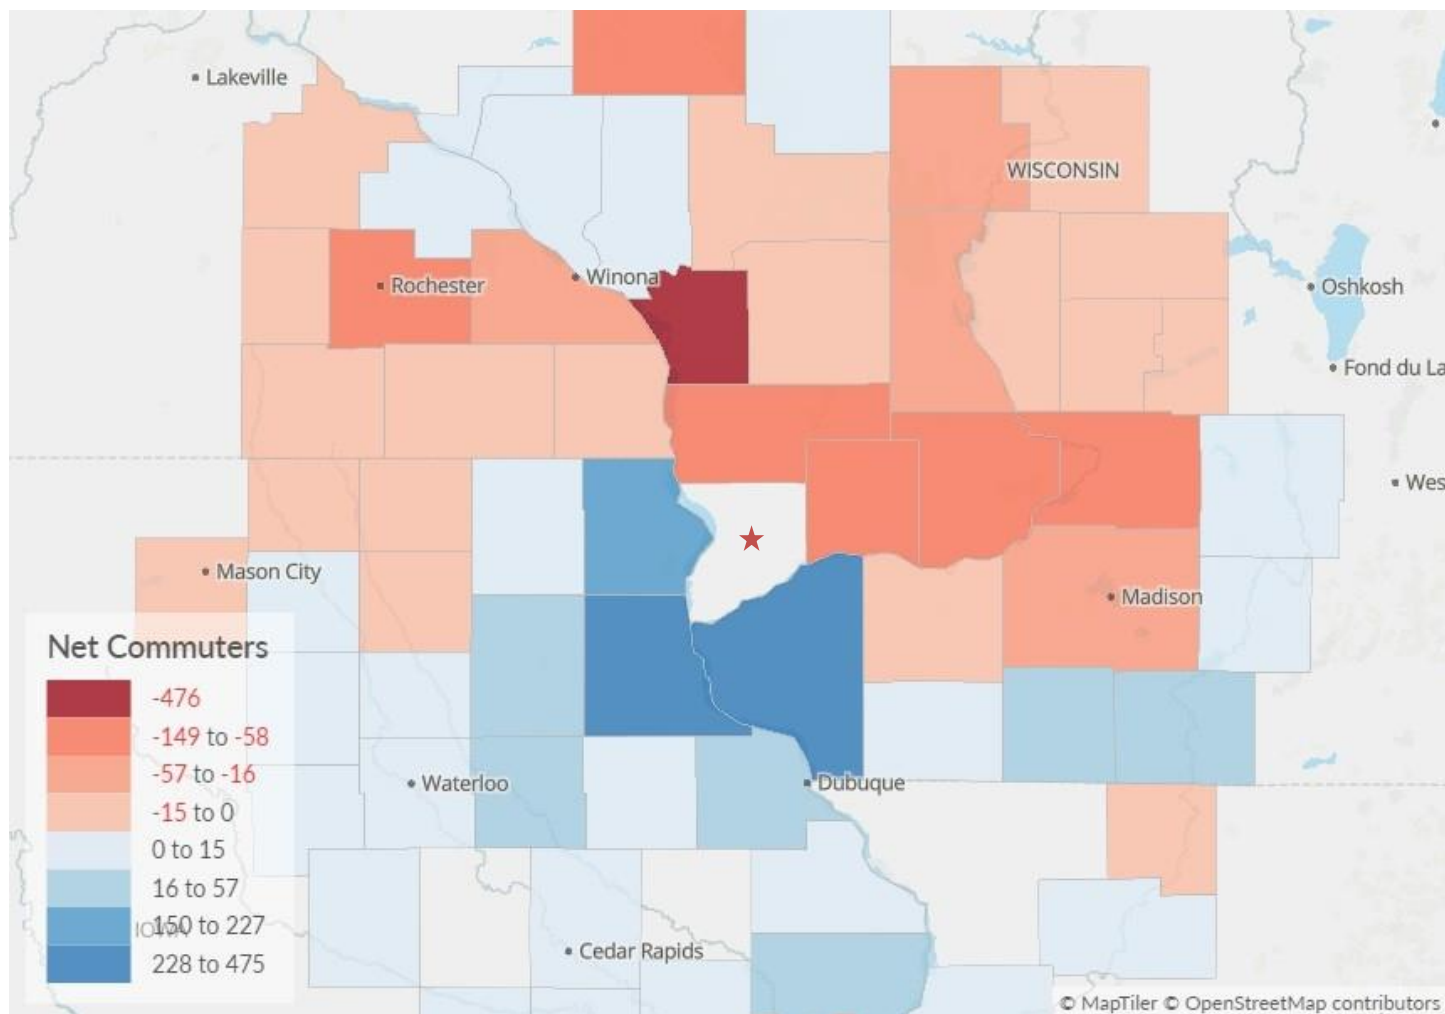 Lakeville
WISCONSIN
Rochester
Winona
Oshkosh
Fond du La
Wes
Mason City
Madison
Net Commuters
-476
-149 to -58
-57 to -16
-15 to 0
0 to 15
16 to 57
150 to 227
228 to 475
IOWA
Waterloo
Dubuque
Cedar Rapids
© MapTiler © OpenStreetMap contributors